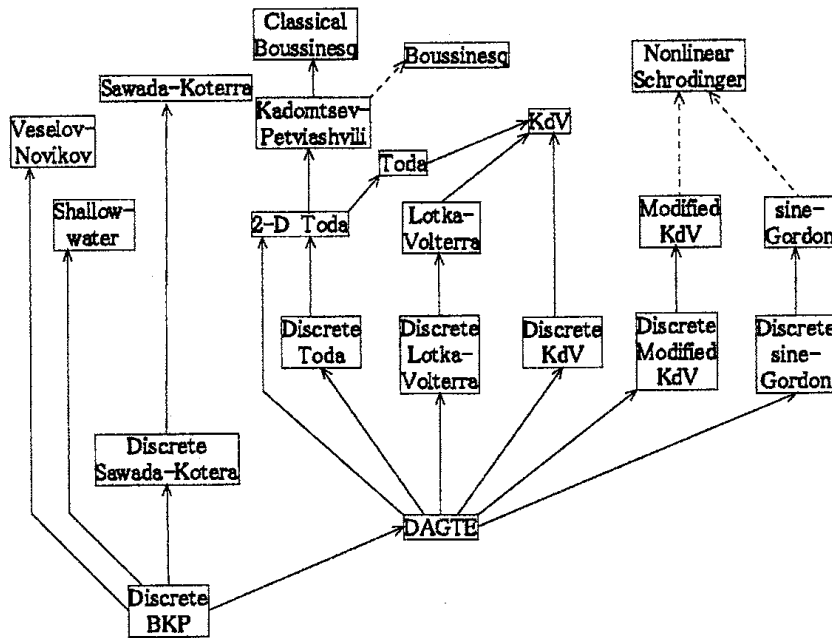 Classical
Boussinesq
Boussinesq
Nonlinear
Schrodinger
Sawada-Koterra
Kadomtsev-
Petviashvili
Veselov-
Novikov
KdV
Toda
Shallow-
water
2-D Toda
Lotka-
Volterra
Modified
KdV
sine-
Gordon
Discrete
Toda
Discrete
Lotka-
Volterra
Discrete
KdV
Discrete
Modified
KdV
Discrete
sine-
Gordon
Discrete
Sawada-Kotera
DAGTE
Discrete
BKP